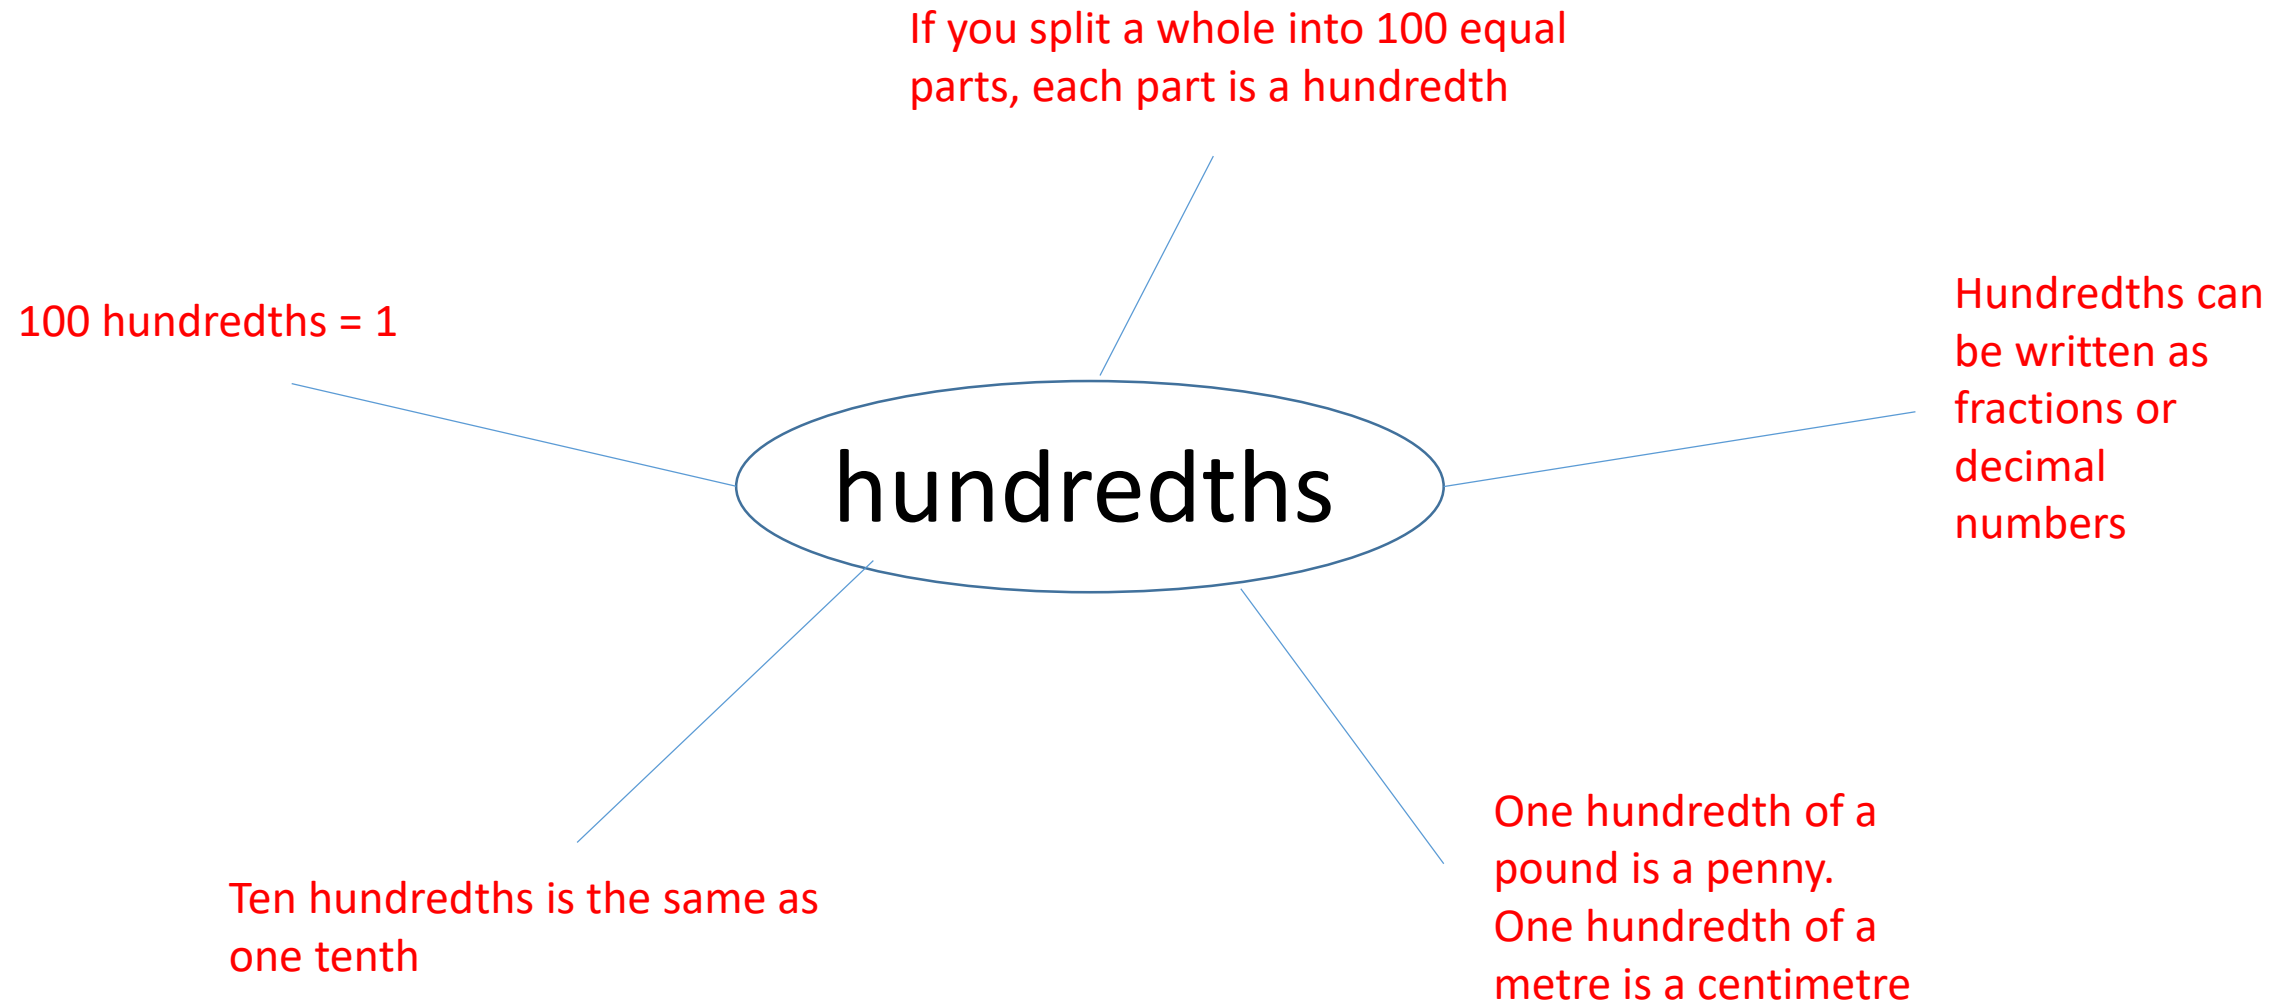 If you split a whole into 100 equal
parts, each part is a hundredth
100 hundredths = 1
Hundredths can
be written as
fractions or
decimal
numbers
hundredths
Ten hundredths is the same as
one tenth
One hundredth of a
pound is a penny.
One hundredth of a
metre is a centimetre